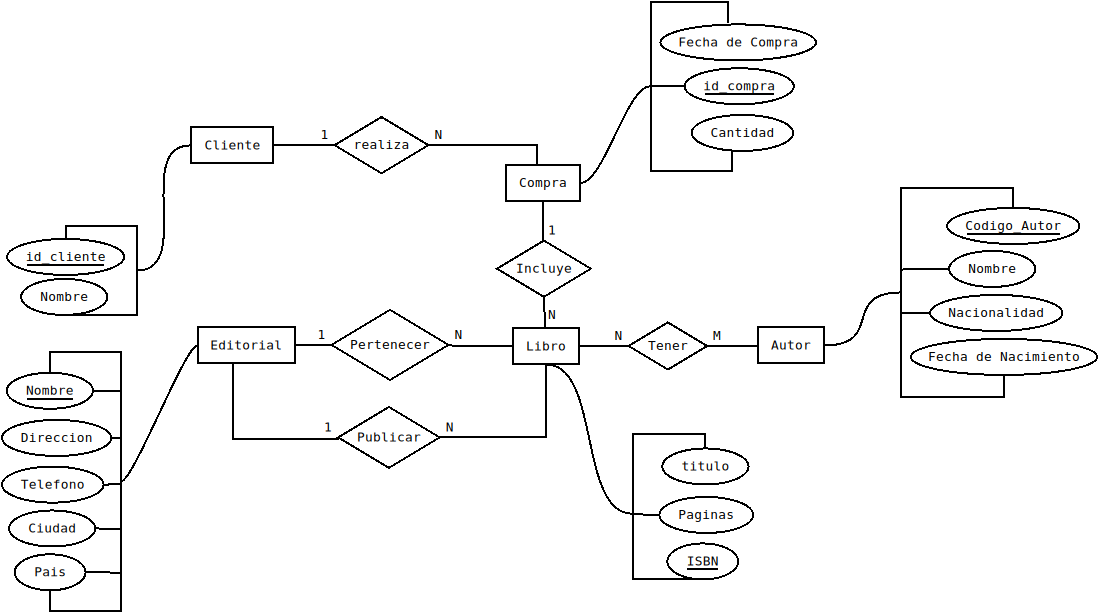 Fecha de Compra
id_compra
Cantidad
Cliente
1
realiza
N
Compra
id_cliente
Nombre
1
Incluye
N
Codigo_Autor
Nombre
Nacionalidad
Fecha de Nacimiento
Editorial
1
Pertenecer
N
Libro
N
Tener
M
Autor
1
Publicar
N
Nombre
Direccion
Telefono
Ciudad
Pais
titulo
Paginas
ISBN